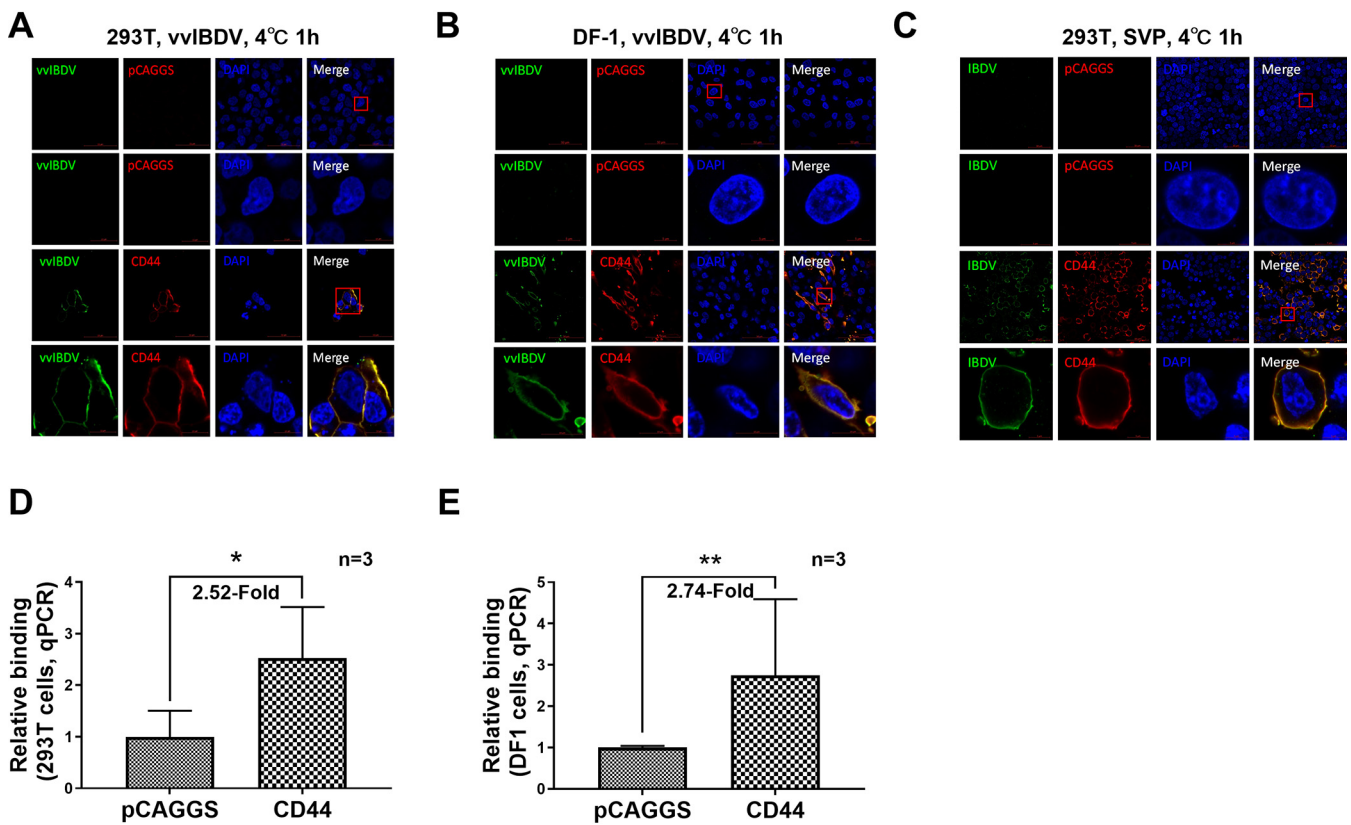 A
293T, vvIBDV, 4℃ 1h
vvIBDV pCAGGS DAPI Merge
vvIBDV pCAGGS DAPI Merge
vvIBDV CD44 DAPI Merge
vvIBDV CD44 DAPI Merge
B
DF-1, vvIBDV, 4℃ 1h
vvIBDV pCAGGS DAPI Merge
vvIBDV pCAGGS DAPI Merge
vvIBDV CD44 DAPI Merge
vvIBDV CD44 DAPI Merge
C
293T, SVP, 4℃ 1h
IBDV pCAGGS DAPI Merge
IBDV pCAGGS DAPI Merge
IBDV CD44 DAPI Merge
IBDV CD44 DAPI Merge
D
Relative binding
(293T cells, qPCR)
4
3
2
1
0
*
2.52-Fold
n=3
pCAGGS CD44
E
Relative binding
(DF1 cells, qPCR)
5
4
3
2
1
0
**
2.74-Fold
n=3
pCAGGS CD44